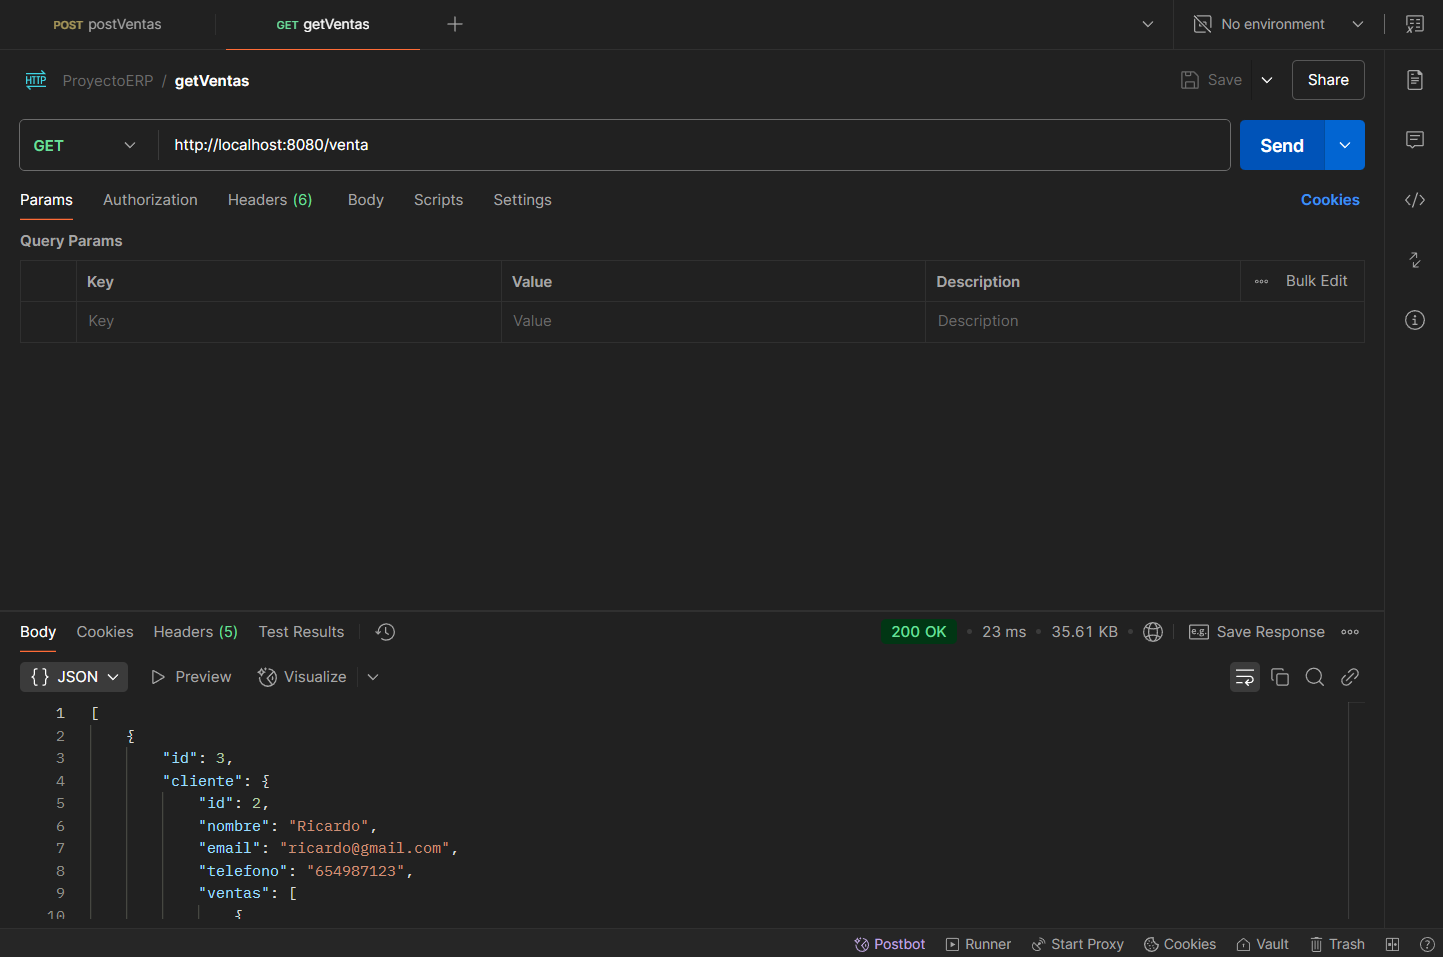 POST postVentas
GET getVentas
No environment
HTTP ProyectoERP / getVentas
Save
Share
GET
http://localhost:8080/venta
Send
Params Authorization Headers (6) Body Scripts Settings
Cookies
Query Params
Key Value Description Bulk Edit
Key Value Description
Body Cookies Headers (5) Test Results
200 OK • 23 ms • 35.61 KB •
e.g. Save Response
{} JSON Preview Visualize
1 [
2 {
3 "id": 3,
4 "cliente": {
5 "id": 2,
6 "nombre": "Ricardo",
7 "email": "ricardo@gmail.com",
8 "telefono": "654987123",
9 "ventas": [
10 {
Postbot Runner Start Proxy Cookies Vault Trash